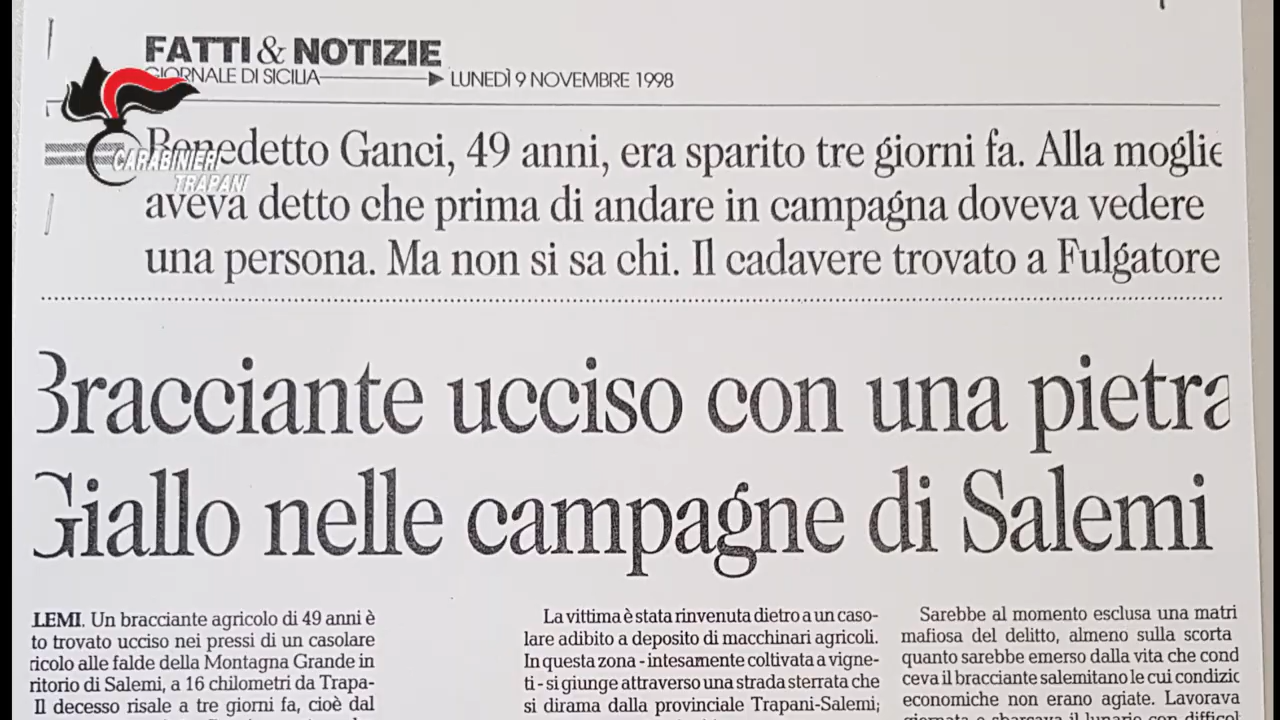 FATTI & NOTIZIE
GIORNALE DI SICILIA LUNEDÌ 9 NOVEMBRE 1998
CARABINIERI
TRAPANI
Benedetto Ganci, 49 anni, era sparito tre giorni fa. Alla moglie
aveva detto che prima di andare in campagna doveva vedere
una persona. Ma non si sa chi. Il cadavere trovato a Fulgatore
Bracciante ucciso con una pietra
Giallo nelle campagne di Salemi
LEMI. Un bracciante agricolo di 49 anni è
to trovato ucciso nei pressi di un casolare
ricolo alle falde della Montagna Grande in
ritorio di Salemi, a 16 chilometri da Trapa-
Il decesso risale a tre giorni fa, cioè dal
La vittima è stata rinvenuta dietro a un caso-
lare adibito a deposito di macchinari agricoli.
In questa zona - intesamente coltivata a vigne-
ti - si giunge attraverso una strada sterrata che
si dirama dalla provinciale Trapani-Salemi;
Sarebbe al momento esclusa una matri
mafiosa del delitto, almeno sulla scorta
quanto sarebbe emerso dalla vita che cond
ceva il bracciante salemitano le cui condizic
economiche non erano agiate. Lavorava